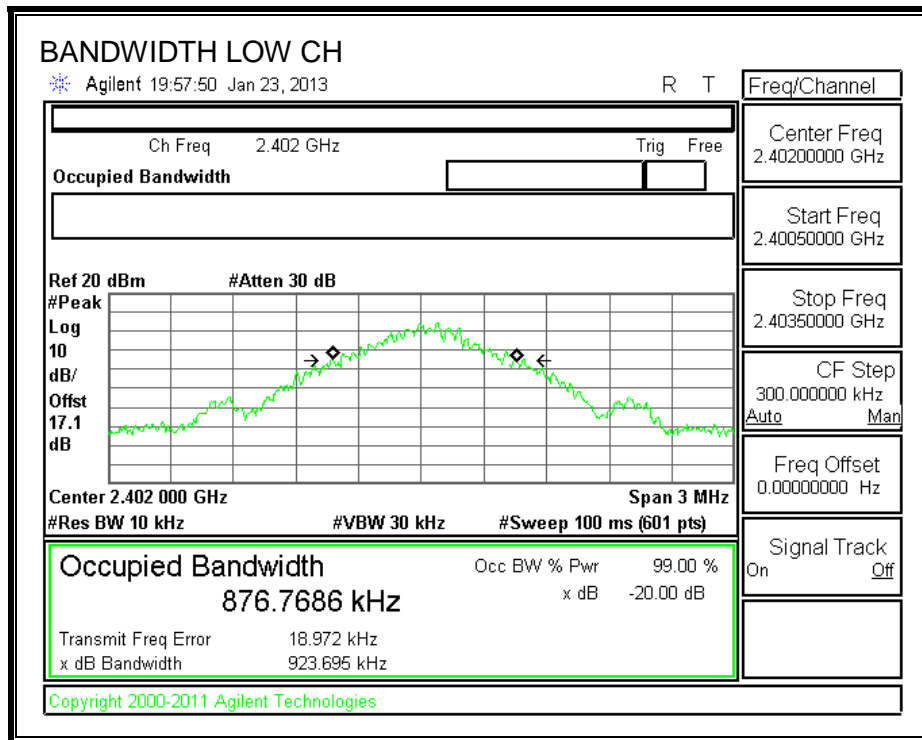 BANDWIDTH LOW CH
Agilent 19:57:50 Jan 23, 2013 R T
Freq/Channel
Ch Freq 2.402 GHz Trig Free
Occupied Bandwidth
Center Freq
2.40200000 GHz
Start Freq
2.40050000 GHz
Stop Freq
2.40350000 GHz
CF Step
300.000000 kHz
Auto Man
Freq Offset
0.00000000 Hz
Signal Track
On Off
Ref 20 dBm #Atten 30 dB
#Peak
Log
10
dB/
Offst
17.1
dB
Center 2.402 000 GHz Span 3 MHz
#Res BW 10 kHz #VBW 30 kHz #Sweep 100 ms (601 pts)
Occupied Bandwidth Occ BW % Pwr 99.00 %
876.7686 kHz x dB -20.00 dB
Transmit Freq Error 18.972 kHz
x dB Bandwidth 923.695 kHz
Copyright 2000-2011 Agilent Technologies